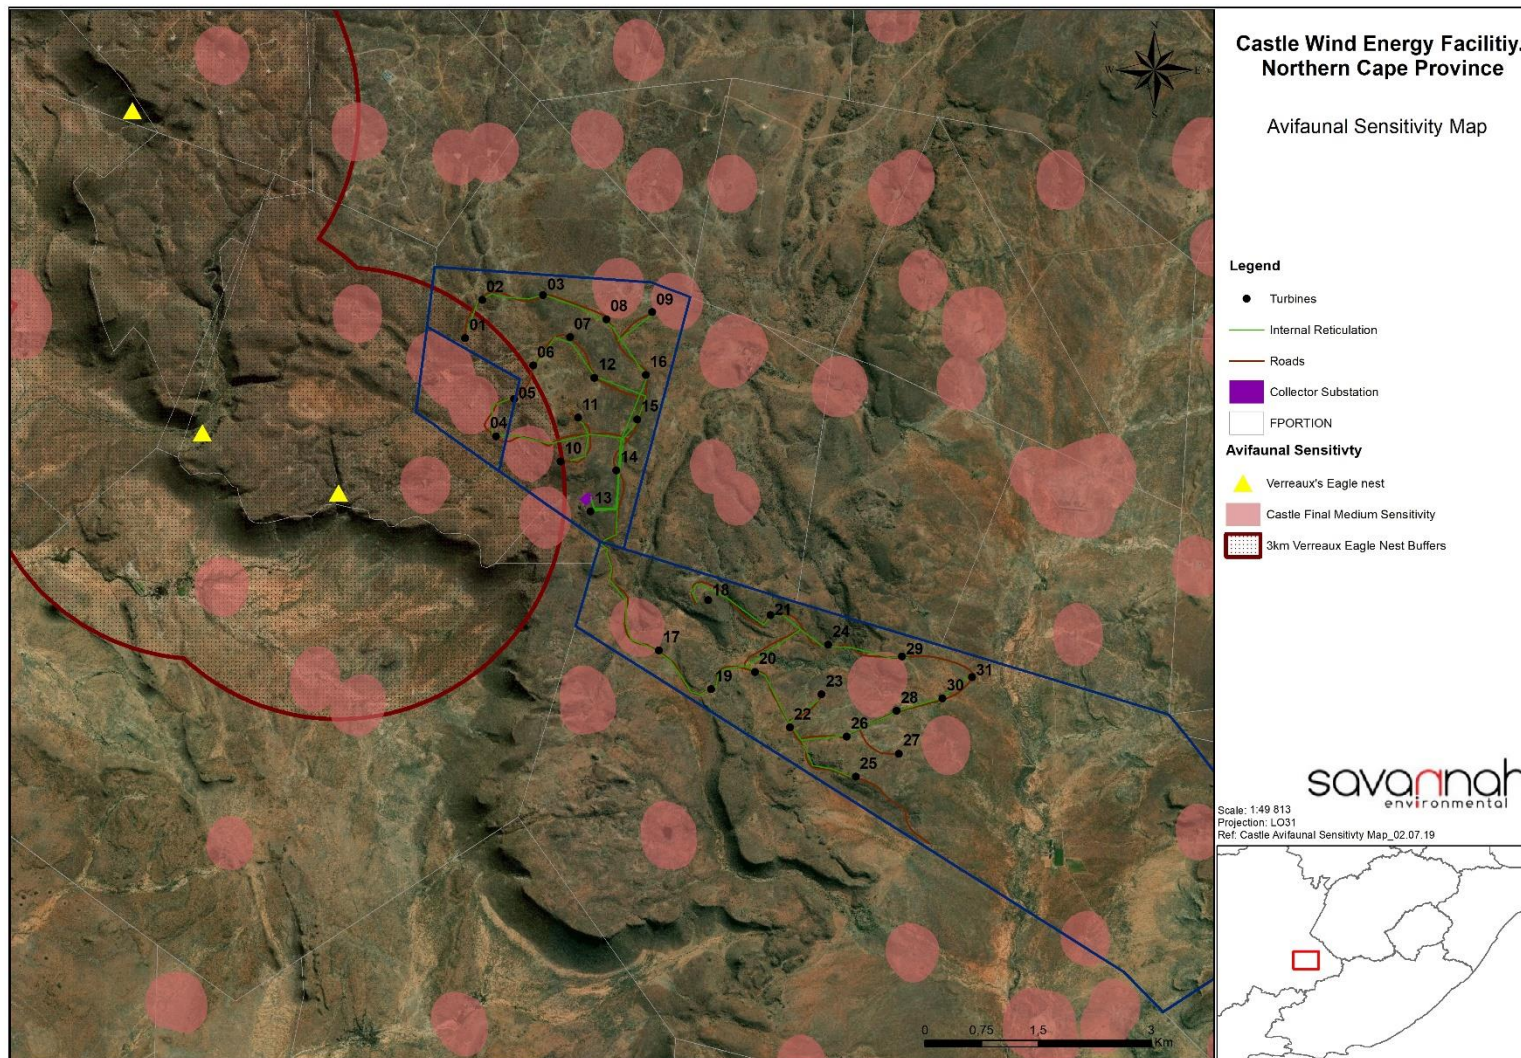 Castle Wind Energy Facilitiy.
Northern Cape Province
Avifaunal Sensitivity Map
N
W
E
S
Legend
Turbines
Internal Reticulation
Roads
Collector Substation
FPORTION
Avifaunal Sensitivty
Verreaux's Eagle nest
Castle Final Medium Sensitivity
3km Verreaux Eagle Nest Buffers
savannah
environmental
Scale: 1:49 813
Projection: LO31
Ref: Castle Avifaunal Sensitivty Map_02.07.19
02
03
09
08
01
07
06
16
12
05
11
15
04
10
14
13
18
21
24
17
29
20
31
19
23
30
28
22
26
27
25
0 0,75 1,5 3
Km